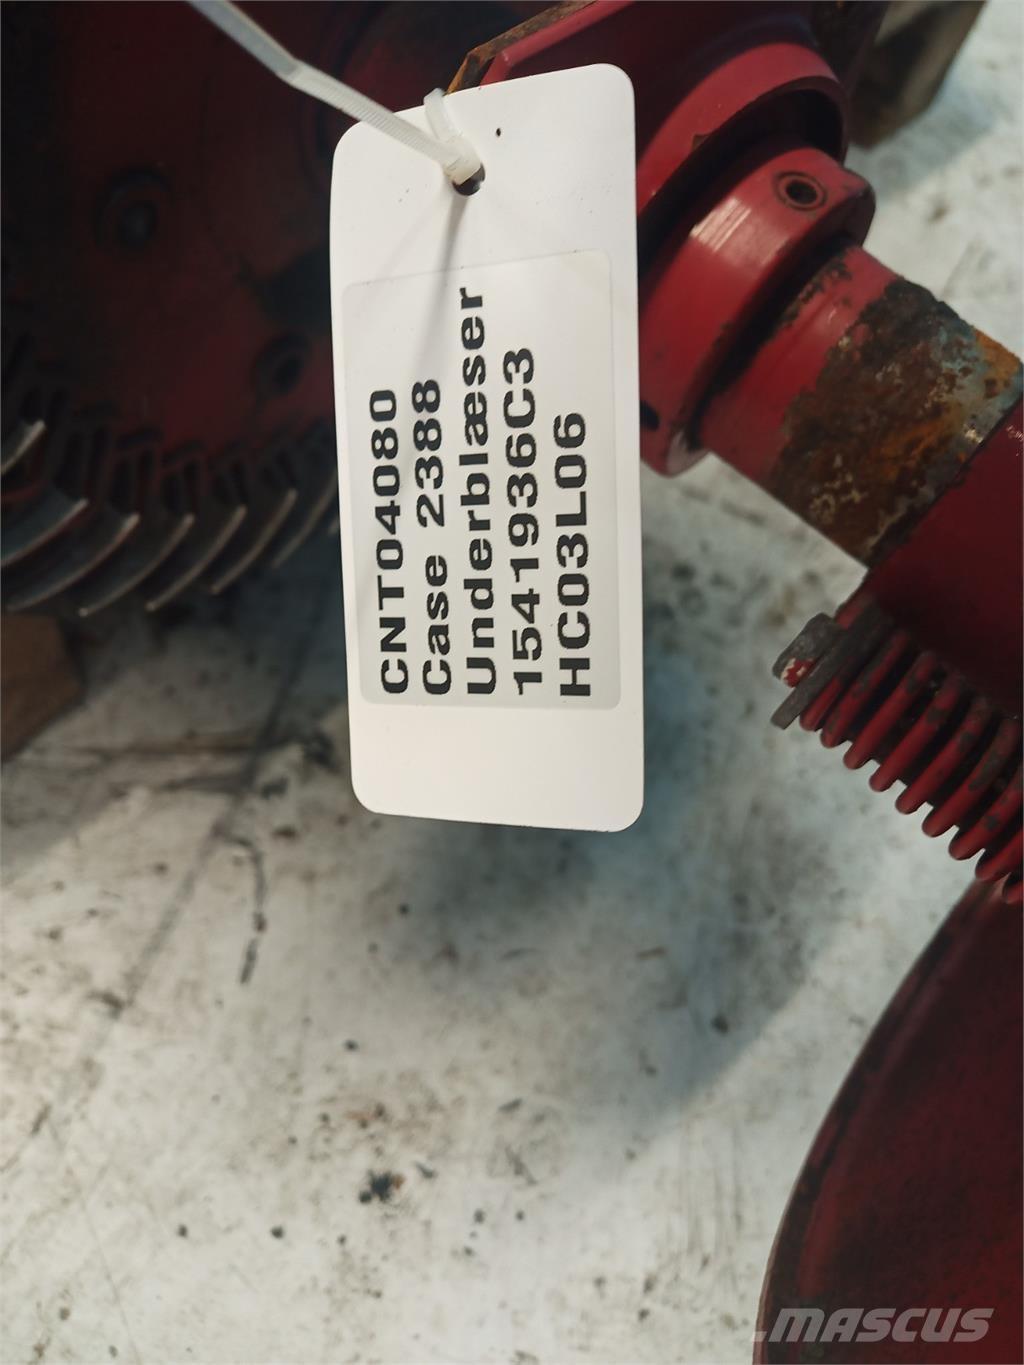 CNT04080
Case 2388
Underblæser
1541936C3
HC03L06
MASCUS